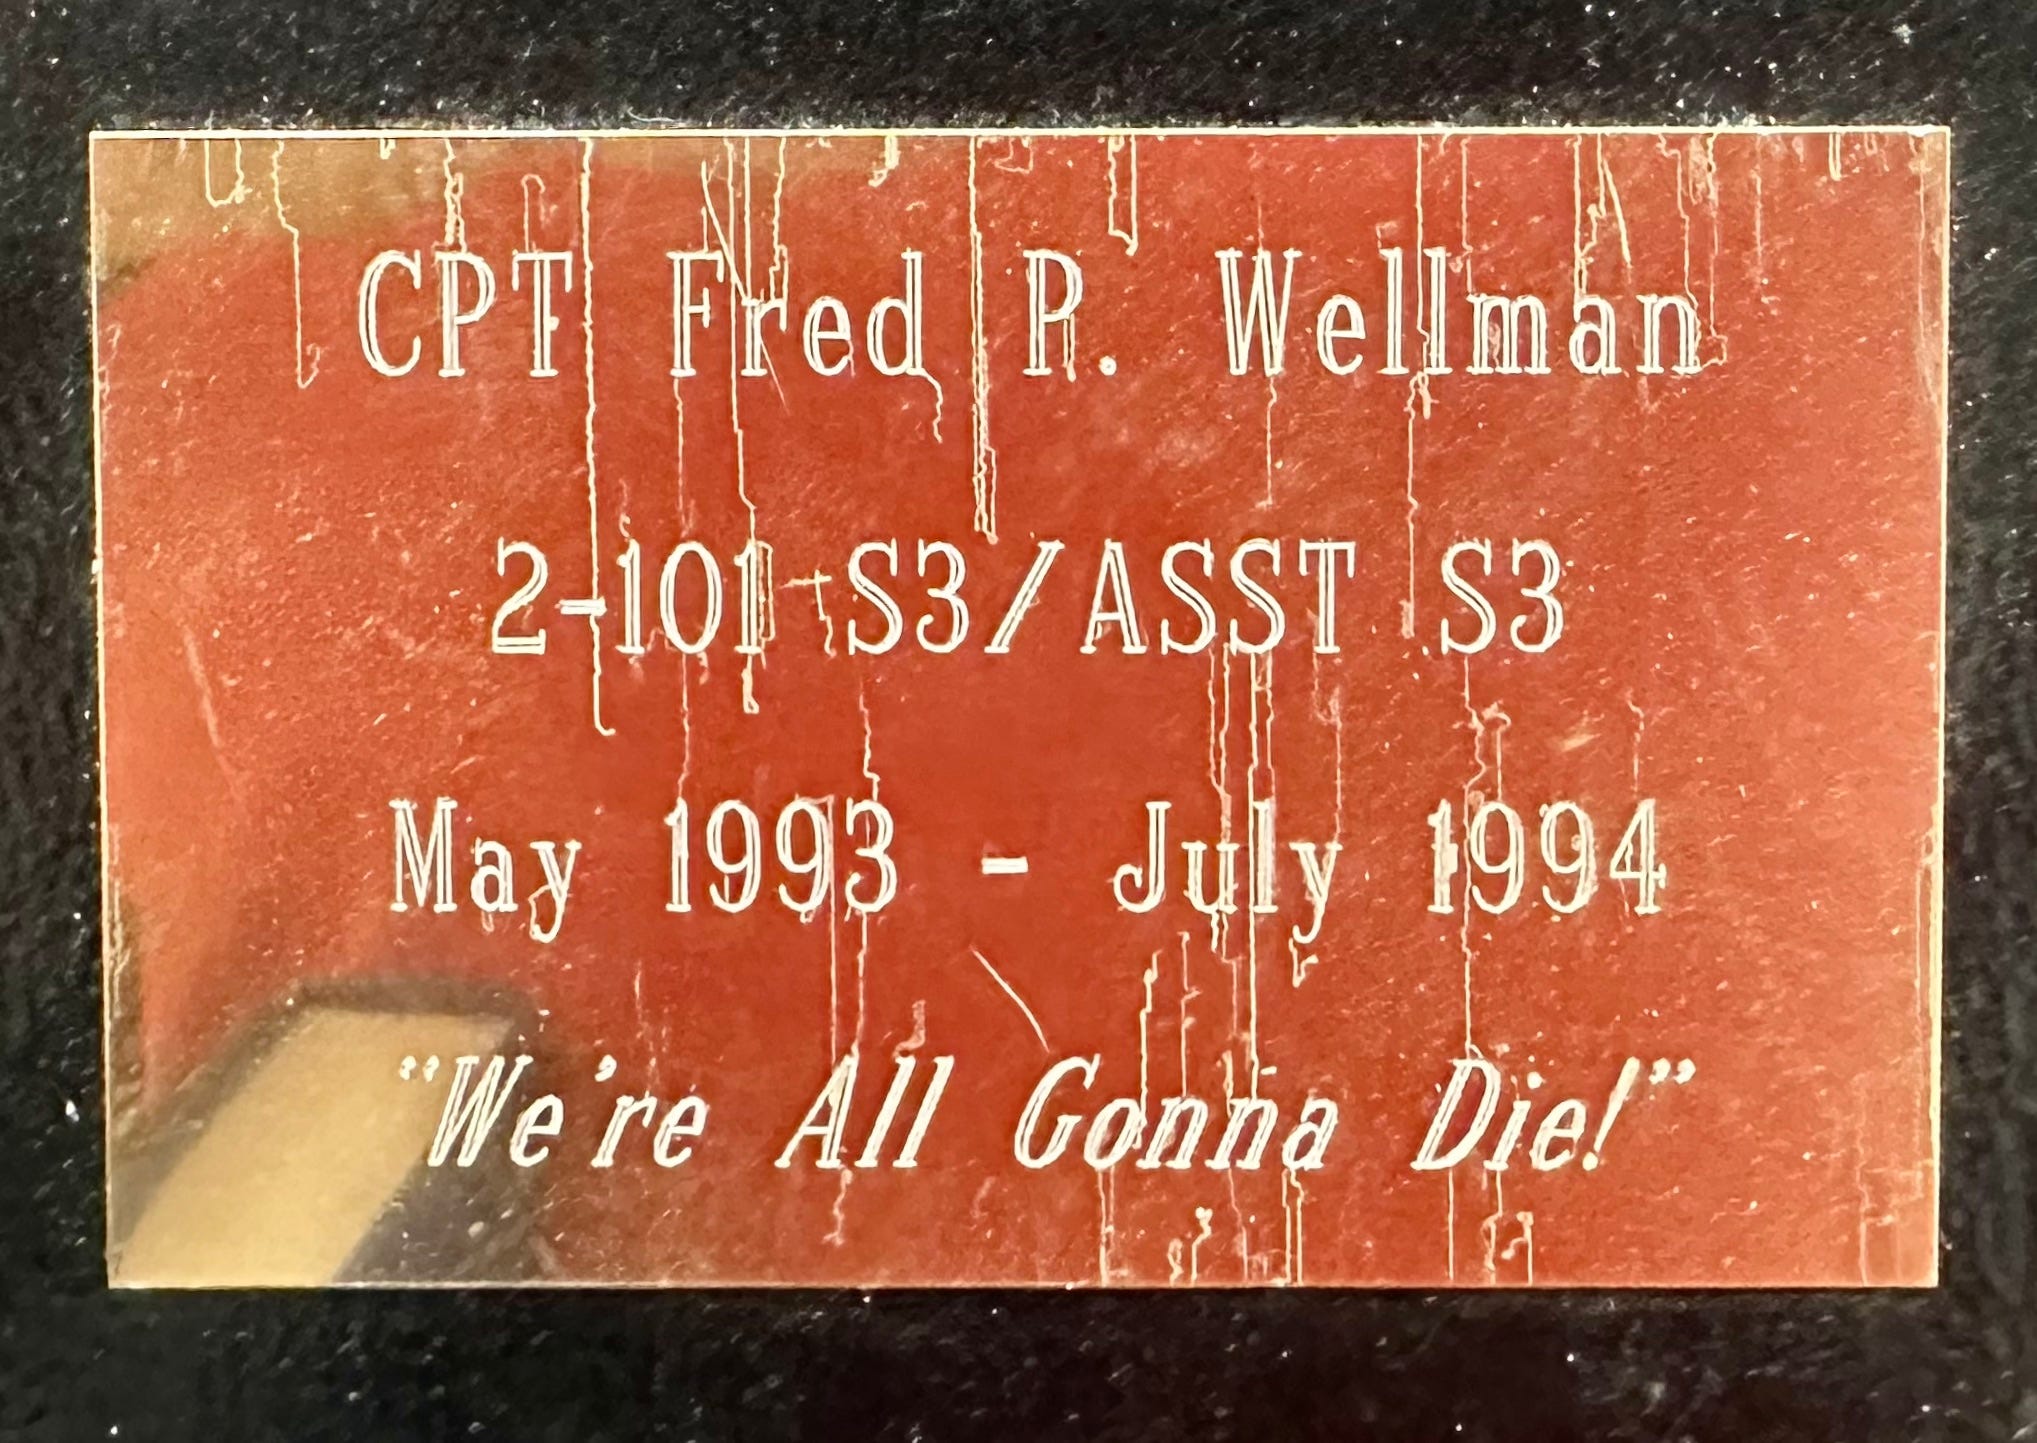 CPT Fred P. Wellman
2-101 S3/ASST S3
May 1993 - July 1994
"We're All Gonna Die!"